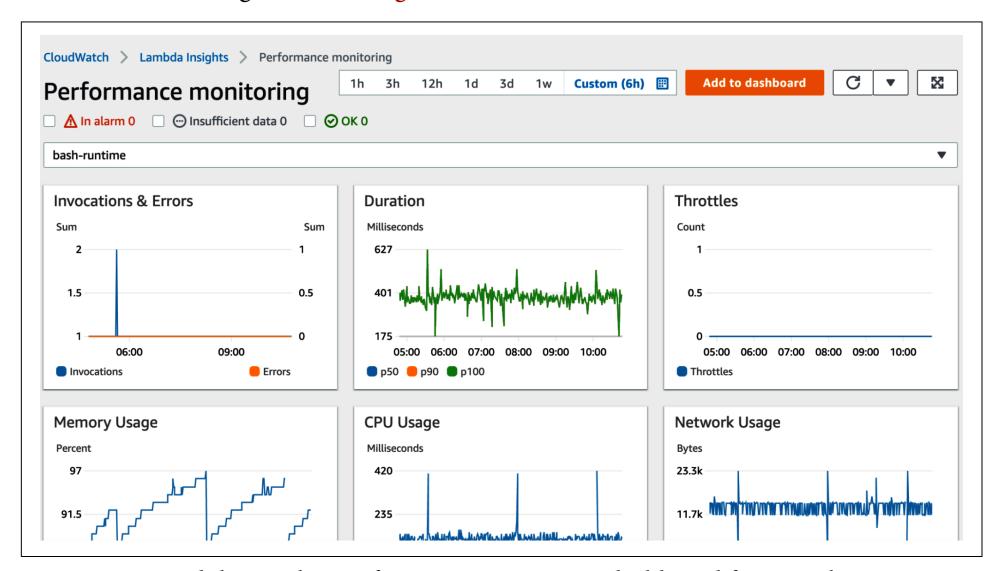 CloudWatch > Lambda Insights > Performance monitoring
Performance monitoring
1h 3h 12h 1d 3d 1w Custom (6h) Add to dashboard
In alarm 0 Insufficient data 0 OK 0
bash-runtime
Invocations & Errors
Sum Sum
2 1
1.5 0.5
1 0
06:00 09:00
Invocations Errors
Duration
Milliseconds
627
401
175
05:00 06:00 07:00 08:00 09:00 10:00
p50 p90 p100
Throttles
Count
1
0.5
0
05:00 06:00 07:00 08:00 09:00 10:00
Throttles
Memory Usage
Percent
97
91.5
CPU Usage
Milliseconds
420
235
Network Usage
Bytes
23.3k
11.7k